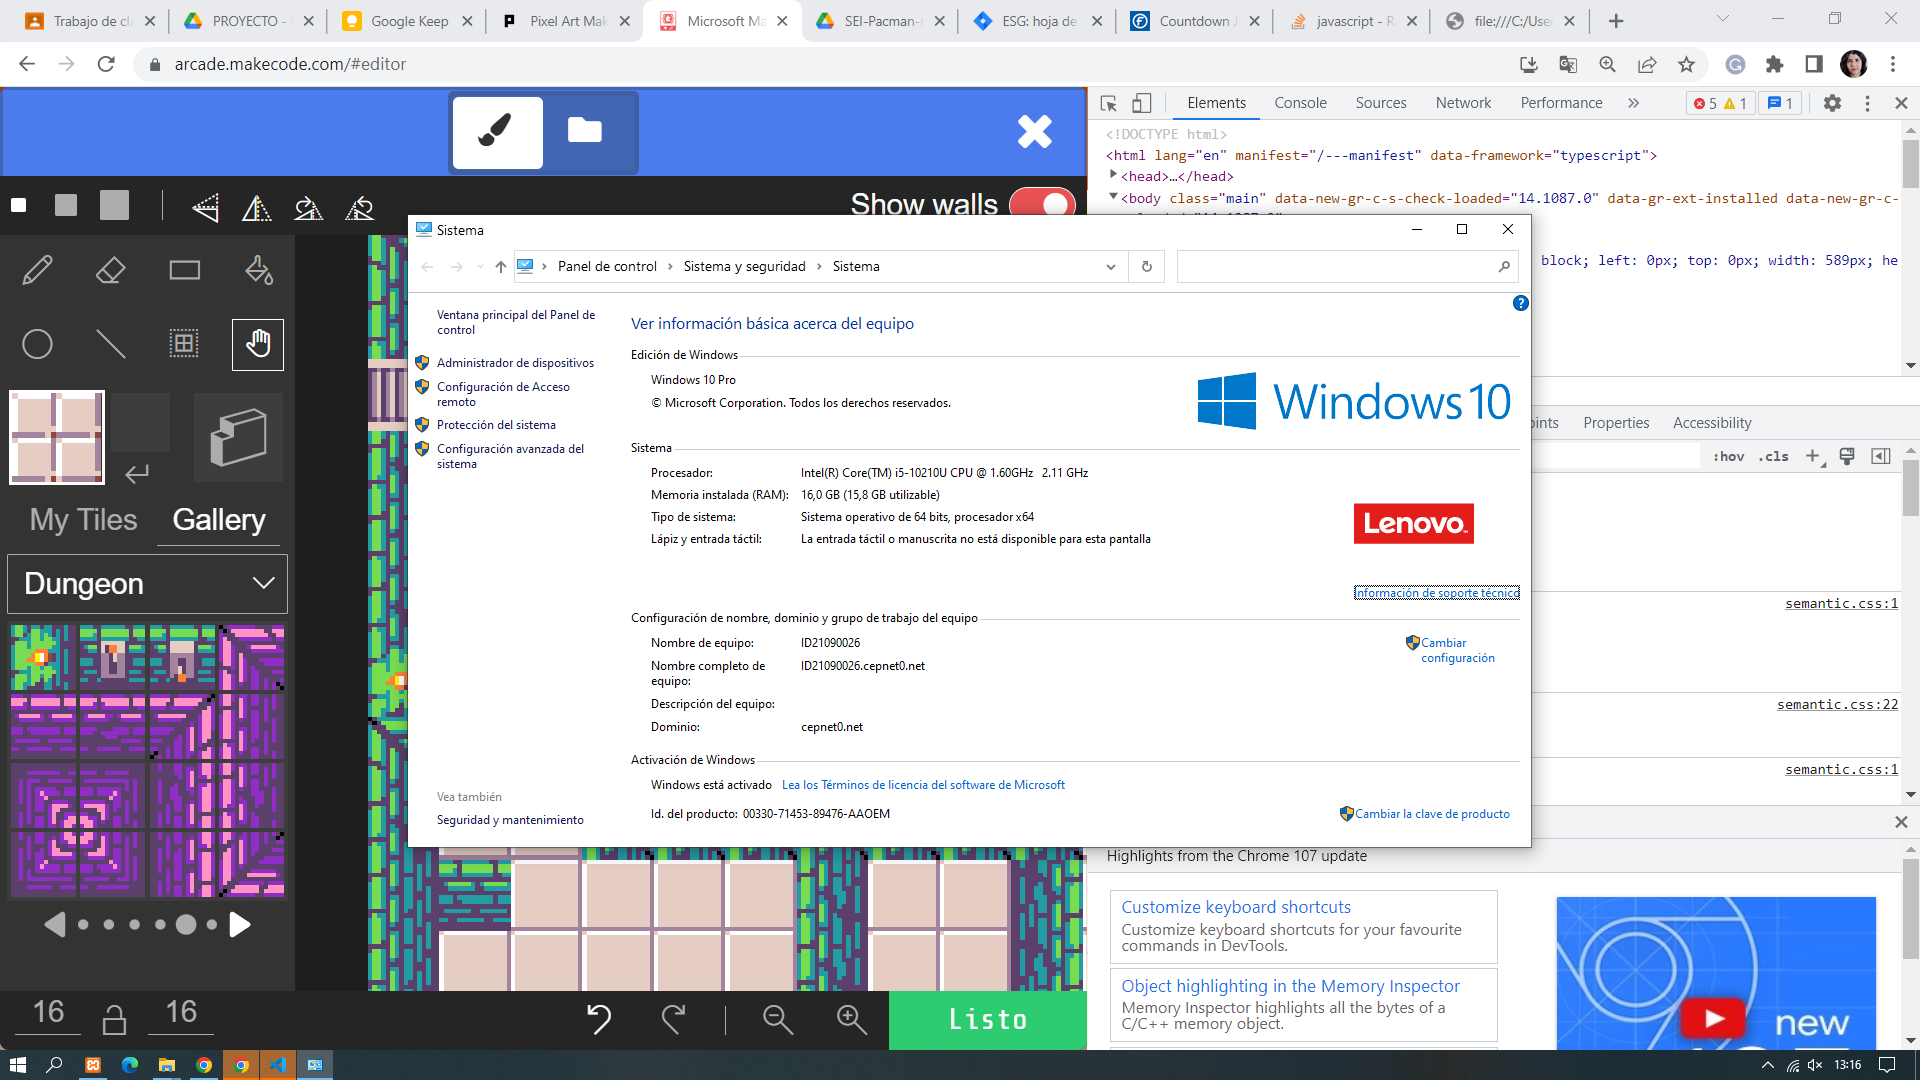 Trabajo de cla
PROYECTO -
Google Keep
Pixel Art Mak
Microsoft Ma
SEI-Pacman-
ESG: hoja de
Countdown J
javascript - R
file:///C:/User
arcade.makecode.com/#editor
Elements
Console
Sources
Network
Performance
5
1
1
<!DOCTYPE html>
<html lang="en" manifest="/---manifest" data-framework="typescript">
<head>…</head>
<body class="main" data-new-gr-c-s-check-loaded="14.1087.0" data-gr-ext-installed data-new-gr-c-
Show walls
Sistema
block; left: 0px; top: 0px; width: 589px; he
Panel de control
Sistema y seguridad
Sistema
Ventana principal del Panel de
control
Administrador de dispositivos
Configuración de Acceso
remoto
Protección del sistema
Configuración avanzada del
sistema
Vea también
Seguridad y mantenimiento
Ver información básica acerca del equipo
Edición de Windows
Windows 10 Pro
© Microsoft Corporation. Todos los derechos reservados.
Windows 10
Sistema
Procesador: Intel(R) Core(TM) i5-10210U CPU @ 1.60GHz 2.11 GHz
Memoria instalada (RAM): 16,0 GB (15,8 GB utilizable)
Tipo de sistema: Sistema operativo de 64 bits, procesador x64
Lápiz y entrada táctil: La entrada táctil o manuscrita no está disponible para esta pantalla
Lenovo
Información de soporte técnico
Configuración de nombre, dominio y grupo de trabajo del equipo
Nombre de equipo: ID21090026
Cambiar
configuración
Nombre completo de
equipo:
ID21090026.cepnet0.net
Descripción del equipo:
Dominio: cepnet0.net
Activación de Windows
Windows está activado Lea los Términos de licencia del software de Microsoft
Id. del producto: 00330-71453-89476-AAOEM
Cambiar la clave de producto
Properties
Accessibility
:hov
.cls
semantic.css:1
semantic.css:22
semantic.css:1
Highlights from the Chrome 107 update
Customize keyboard shortcuts
Customize keyboard shortcuts for your favourite
commands in DevTools.
Object highlighting in the Memory Inspector
Memory Inspector highlights all the bytes of a
C/C++ memory object.
new
My Tiles
Gallery
Dungeon
16
16
Listo
13:16